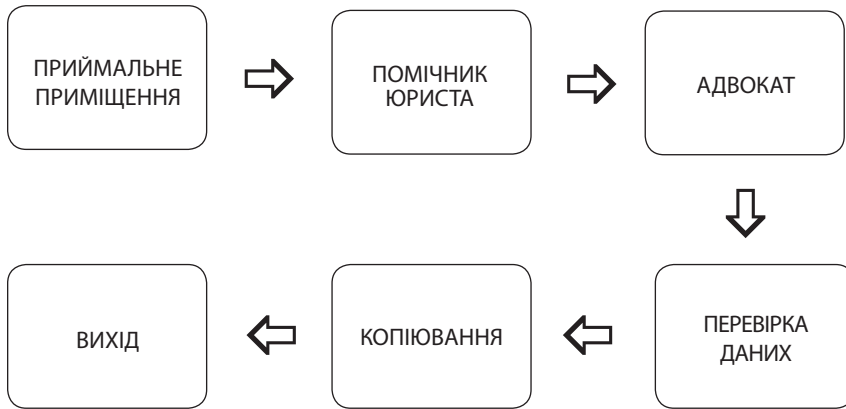 ПРИЙМАЛЬНЕ
ПРИМІЩЕННЯ
ПОМІЧНИК
ЮРИСТА
АДВОКАТ
ПЕРЕВІРКА
ДАНИХ
КОПІЮВАННЯ
ВИХІД